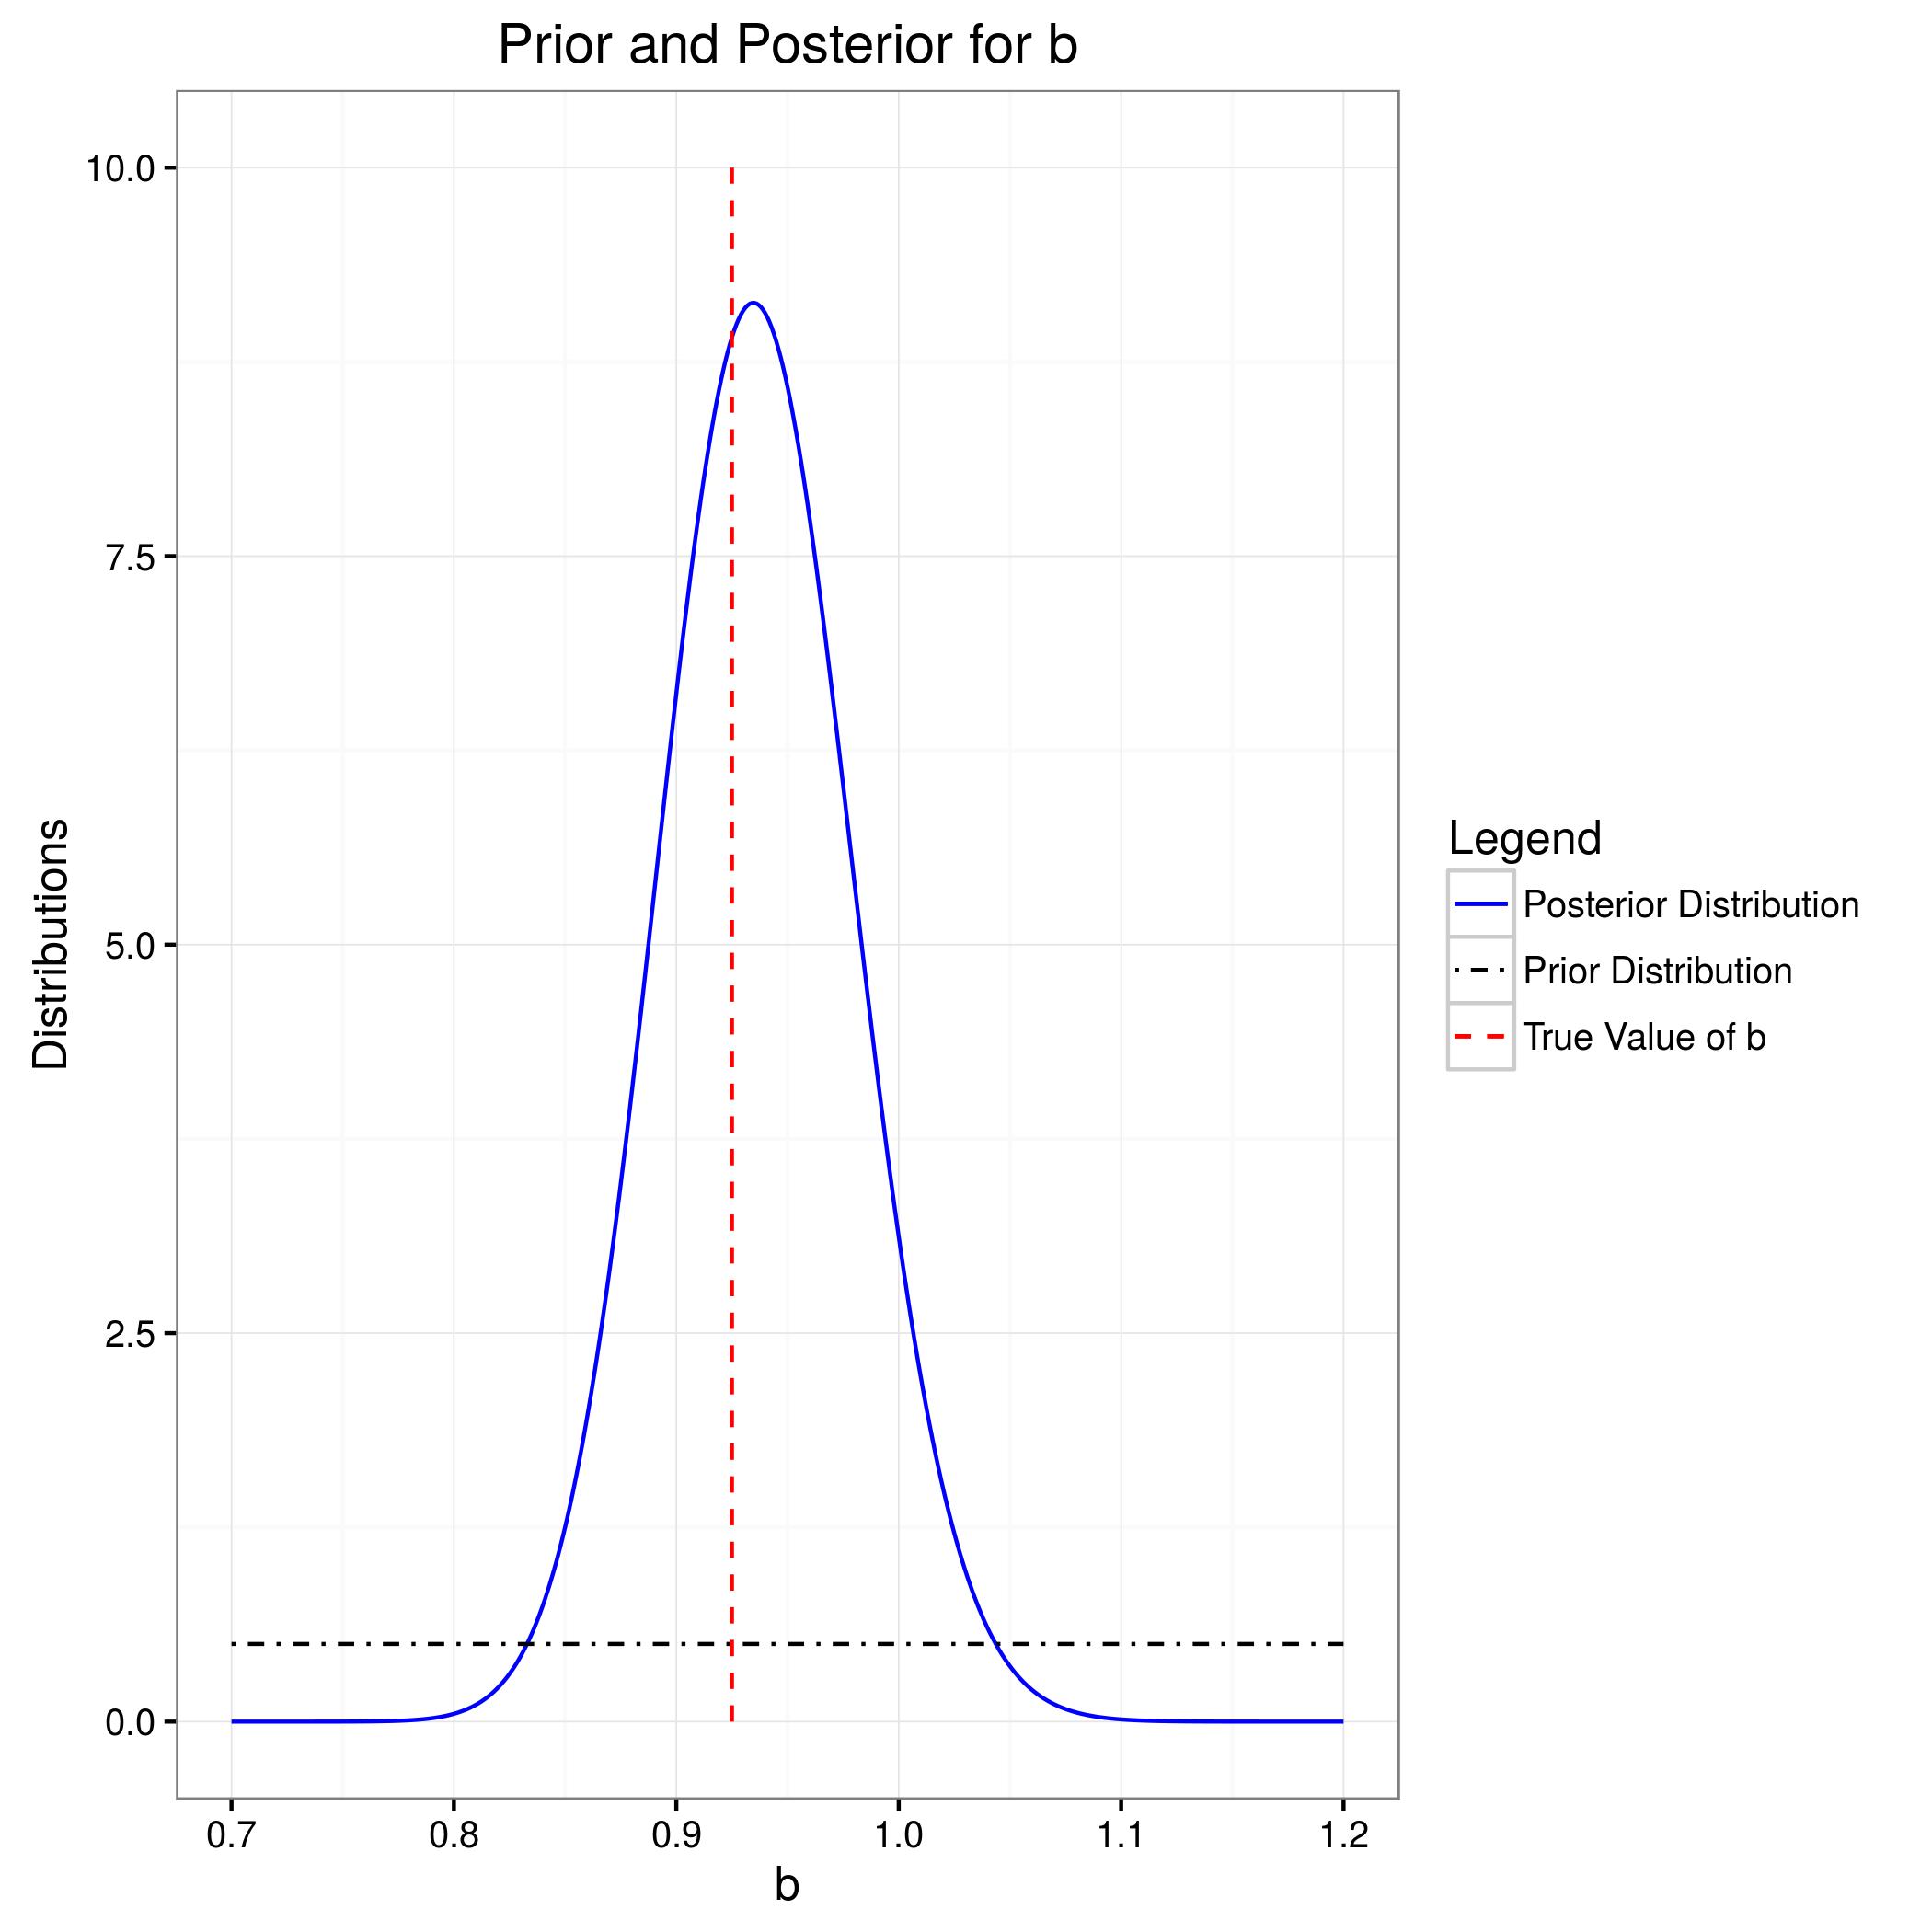 Prior and Posterior for b
Distributions
10.0
7.5
5.0
2.5
0.0
0.7 0.8 0.9 1.0 1.1 1.2
b
Legend
Posterior Distribution
Prior Distribution
True Value of b